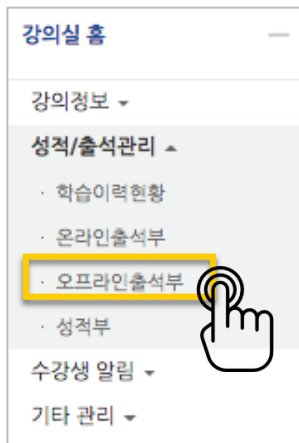 강의실 홈
강의정보
성적/출석관리
· 학습이력현황
· 온라인출석부
· 오프라인출석부
· 성적부
수강생 알림
기타 관리